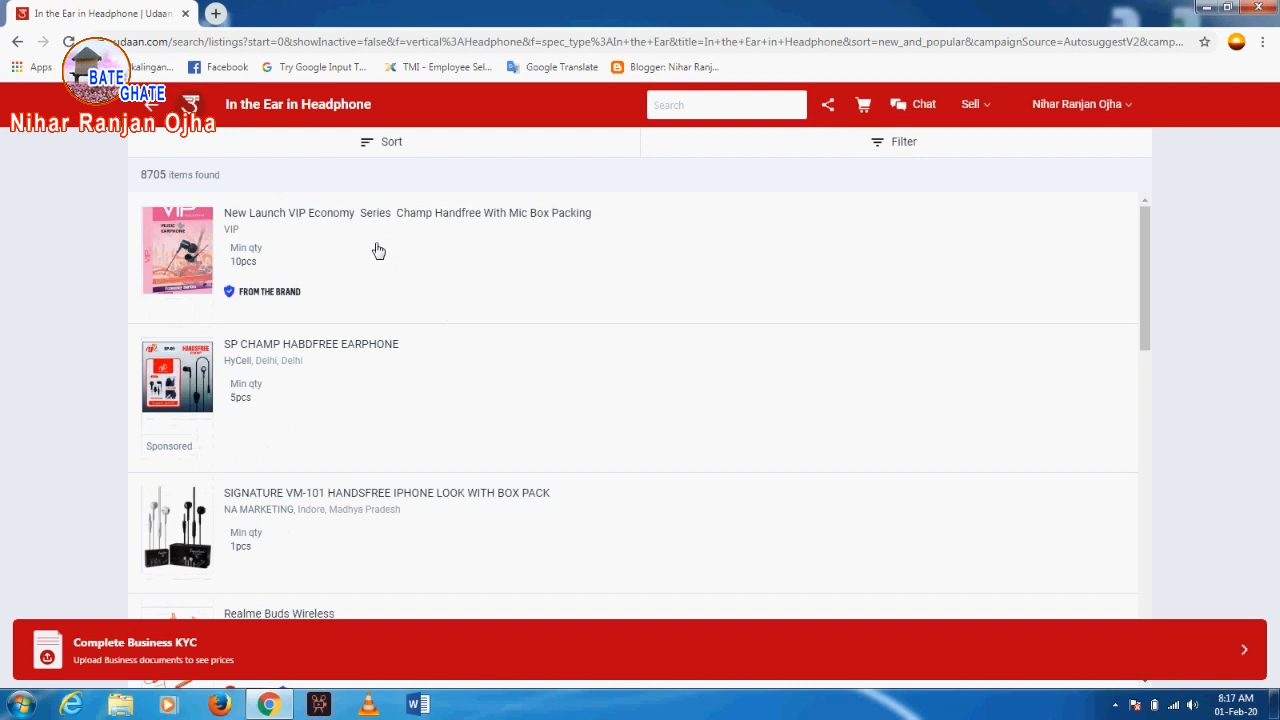 In the Ear in Headphone | Udaan
udaan.com/search/listings?start=0&showInactive=false&f=vertical%3AHeadphone&f=spec_type%3AIn+the+Ear&title=In+the+Ear+in+Headphone&sort=new_and_popular&campaignSource=AutosuggestV2&camp...
Apps
kalingan...
Facebook
Try Google Input T...
TMI - Employee Sel...
Google Translate
Blogger: Nihar Ranj...
BATE
GHATE
Nihar Ranjan Ojha
In the Ear in Headphone
Search
Chat
Sell
Nihar Ranjan Ojha
Sort
Filter
8705 items found
New Launch VIP Economy Series Champ Handfree With Mic Box Packing
VIP
Min qty
10pcs
FROM THE BRAND
VIP
MUSIC
EARPHONE
SP CHAMP HABDFREE EARPHONE
HyCell, Delhi, Delhi
Min qty
5pcs
HANDSFREE
Sponsored
SIGNATURE VM-101 HANDSFREE IPHONE LOOK WITH BOX PACK
NA MARKETING, Indore, Madhya Pradesh
Min qty
1pcs
Realme Buds Wireless
Complete Business KYC
Upload Business documents to see prices
8:17 AM
01-Feb-20